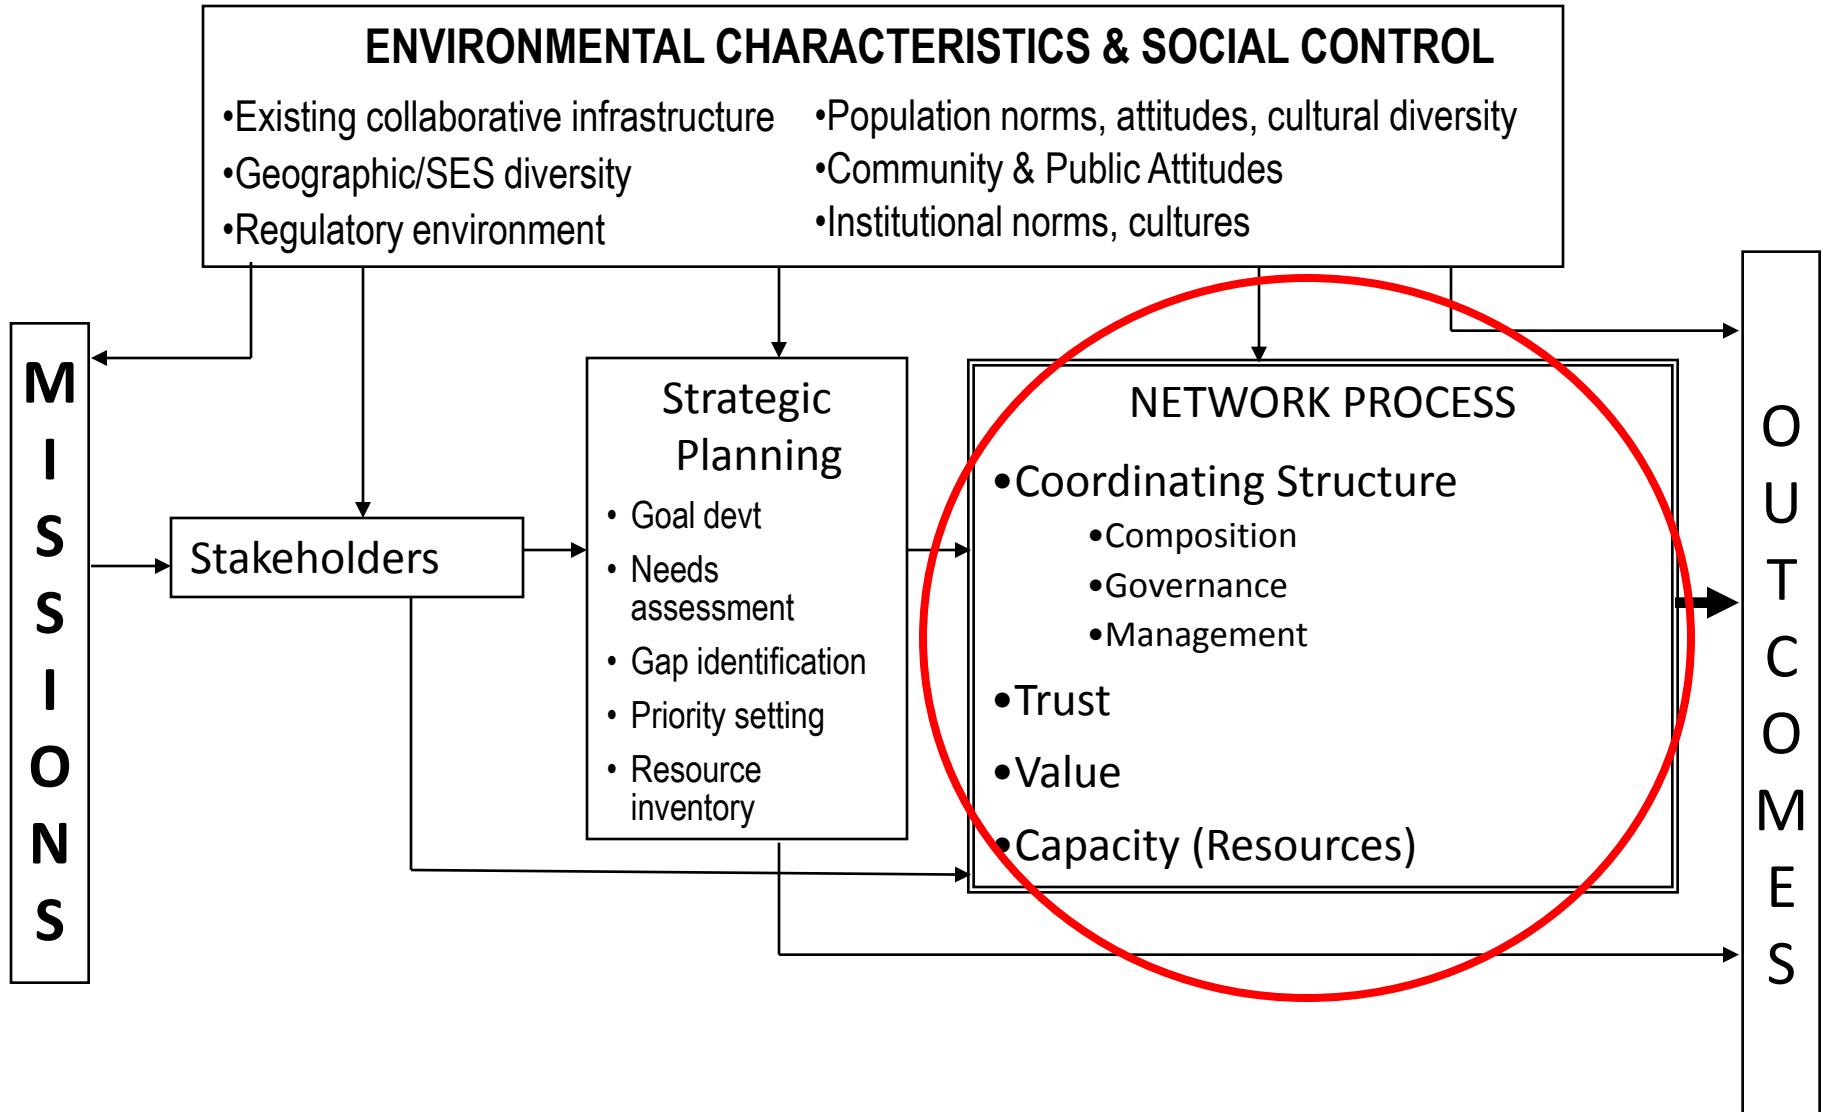 ENVIRONMENTAL CHARACTERISTICS & SOCIAL CONTROL
•Existing collaborative infrastructure
•Geographic/SES diversity
•Regulatory environment
•Population norms, attitudes, cultural diversity
•Community & Public Attitudes
•Institutional norms, cultures
MISSIONS
Stakeholders
Strategic
Planning
• Goal devt
• Needs
assessment
• Gap identification
• Priority setting
• Resource
inventory
NETWORK PROCESS
•Coordinating Structure
•Composition
•Governance
•Management
•Trust
•Value
•Capacity (Resources)
OUTCOMES